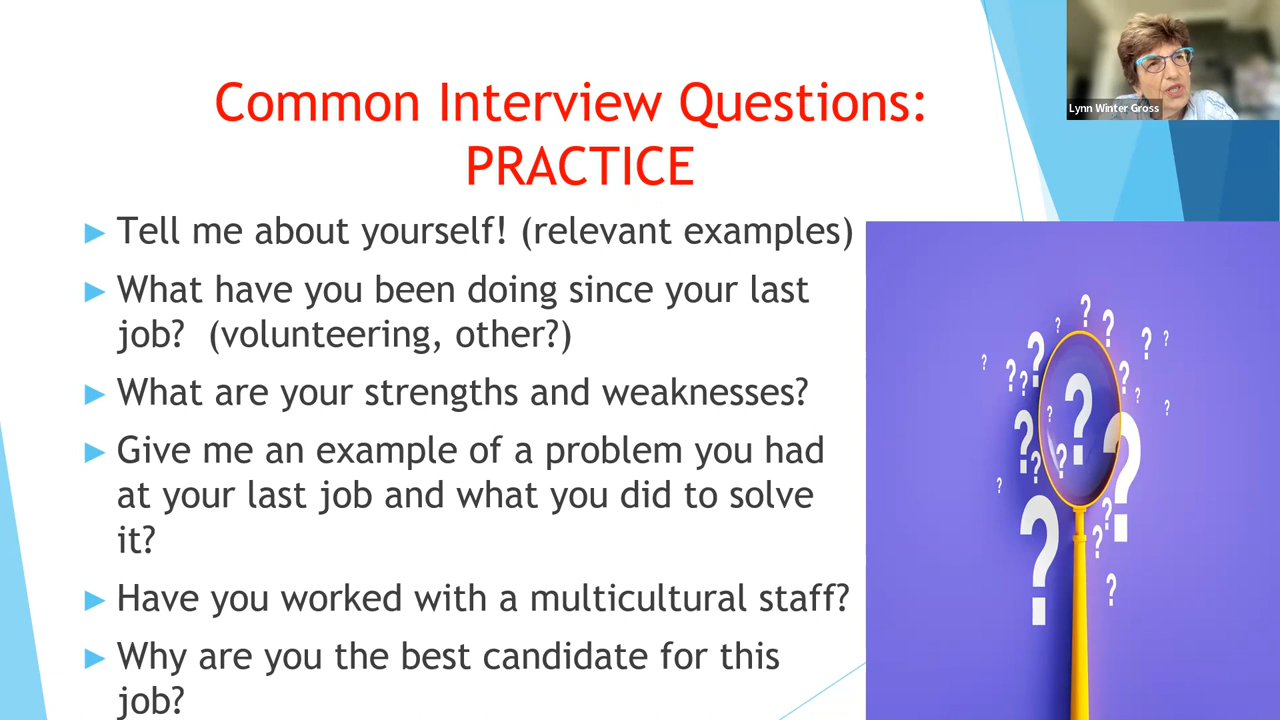 Common Interview Questions:
PRACTICE
Lynn Winter Gross
► Tell me about yourself! (relevant examples)
► What have you been doing since your last
job?  (volunteering, other?)
► What are your strengths and weaknesses?
► Give me an example of a problem you had
at your last job and what you did to solve
it?
► Have you worked with a multicultural staff?
► Why are you the best candidate for this
job?